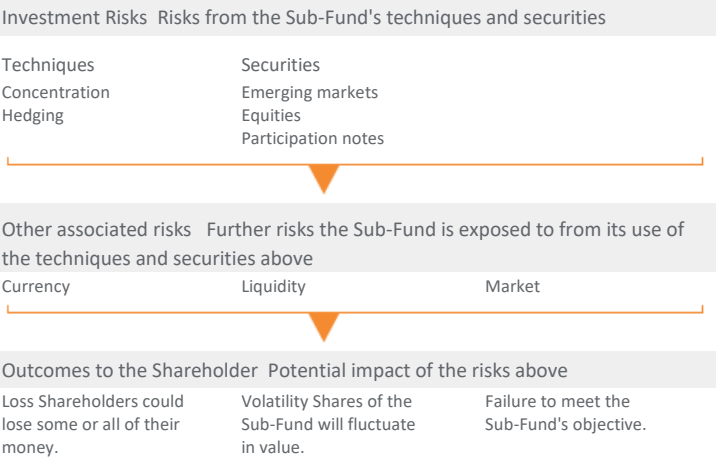 Investment Risks Risks from the Sub-Fund's techniques and securities
Techniques
Concentration
Hedging
Securities
Emerging markets
Equities
Participation notes
Other associated risks Further risks the Sub-Fund is exposed to from its use of
the techniques and securities above
Currency
Liquidity
Market
Outcomes to the Shareholder Potential impact of the risks above
Loss Shareholders could
lose some or all of their
money.
Volatility Shares of the
Sub-Fund will fluctuate
in value.
Failure to meet the
Sub-Fund's objective.